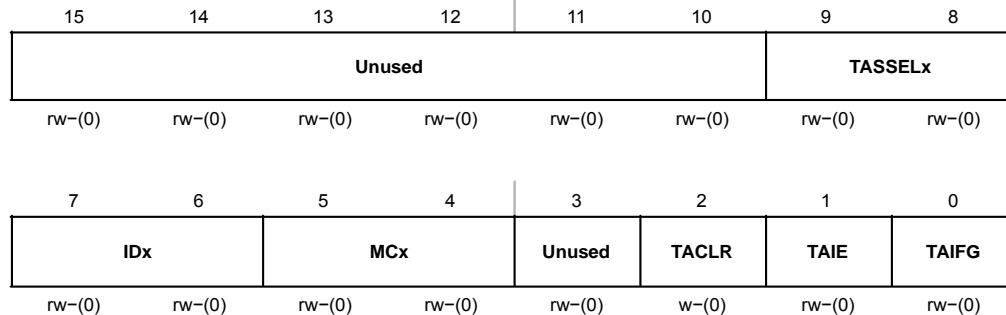 15 14 13 12 11 10 9 8
Unused TASSELx
rw−(0) rw−(0) rw−(0) rw−(0) rw−(0) rw−(0) rw−(0) rw−(0)
7 6 5 4 3 2 1 0
IDx MCx Unused TACLR TAIE TAIFG
rw−(0) rw−(0) rw−(0) rw−(0) rw−(0) w−(0) rw−(0) rw−(0)